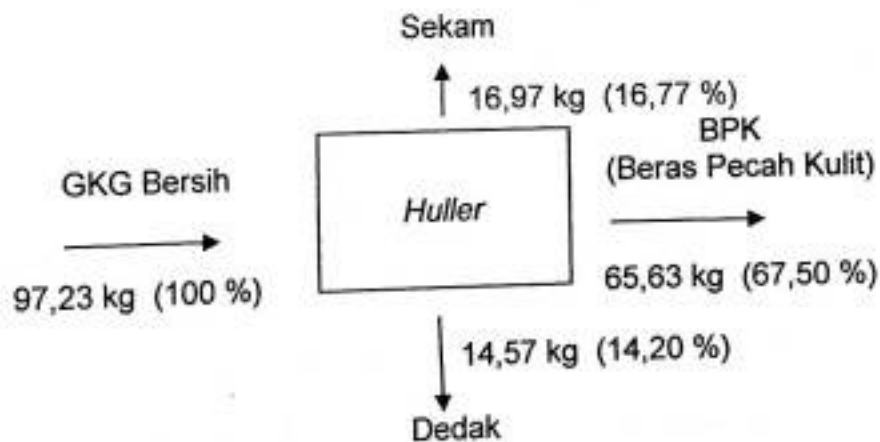 Sekam
16,97 kg (16,77 %)
BPK
(Beras Pecah Kulit)
GKG Bersih
Huller
97,23 kg (100 %)
65,63 kg (67,50 %)
14,57 kg (14,20 %)
Dedak